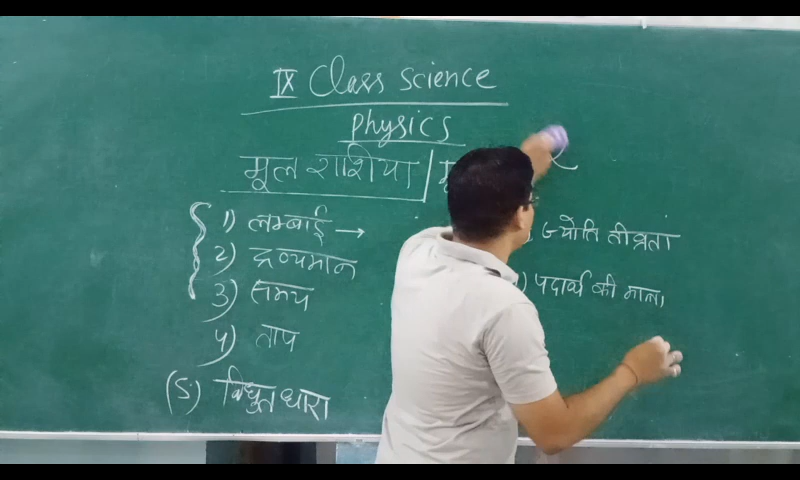 IX Class Science
Physics
मूल राशिया
1) लम्बाई →
2) द्रव्यमान
3) समय
4) ताप
(5) विधुत धारा
ज्योति तीव्रता
) पदार्थ की मात्रा